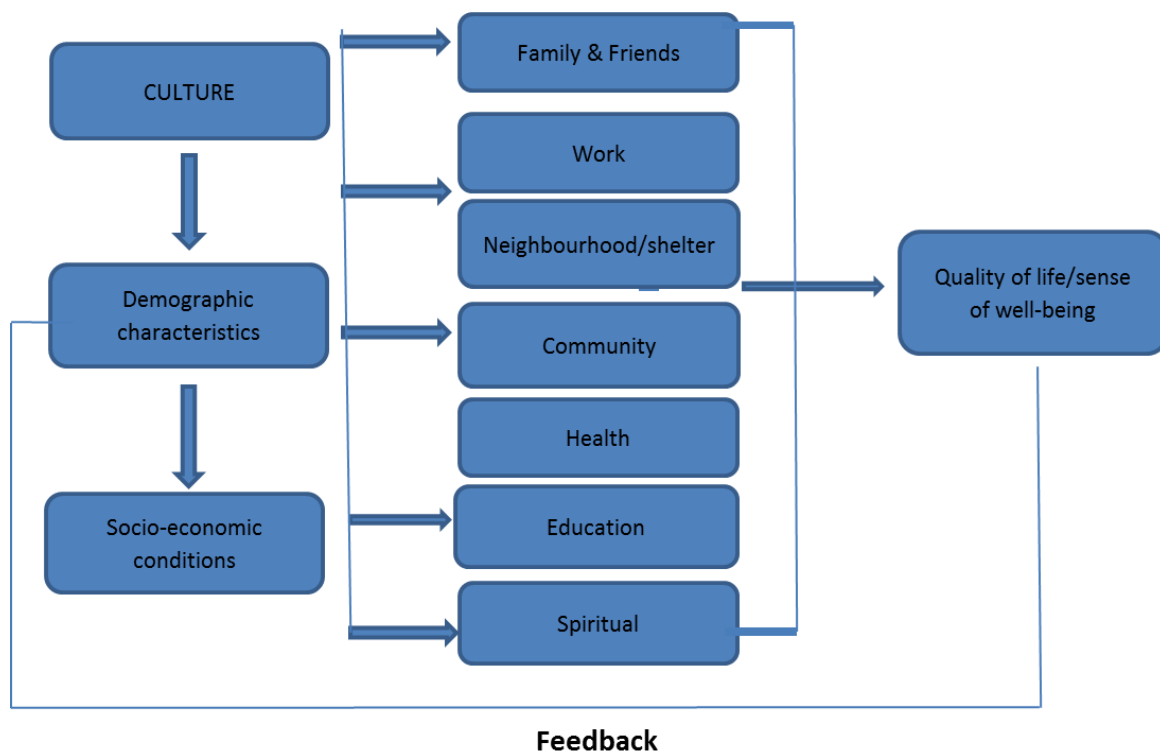 CULTURE
Demographic
characteristics
Socio-economic
conditions
Family & Friends
Work
Neighbourhood/shelter
Community
Health
Education
Spiritual
Quality of life/sense
of well-being
Feedback